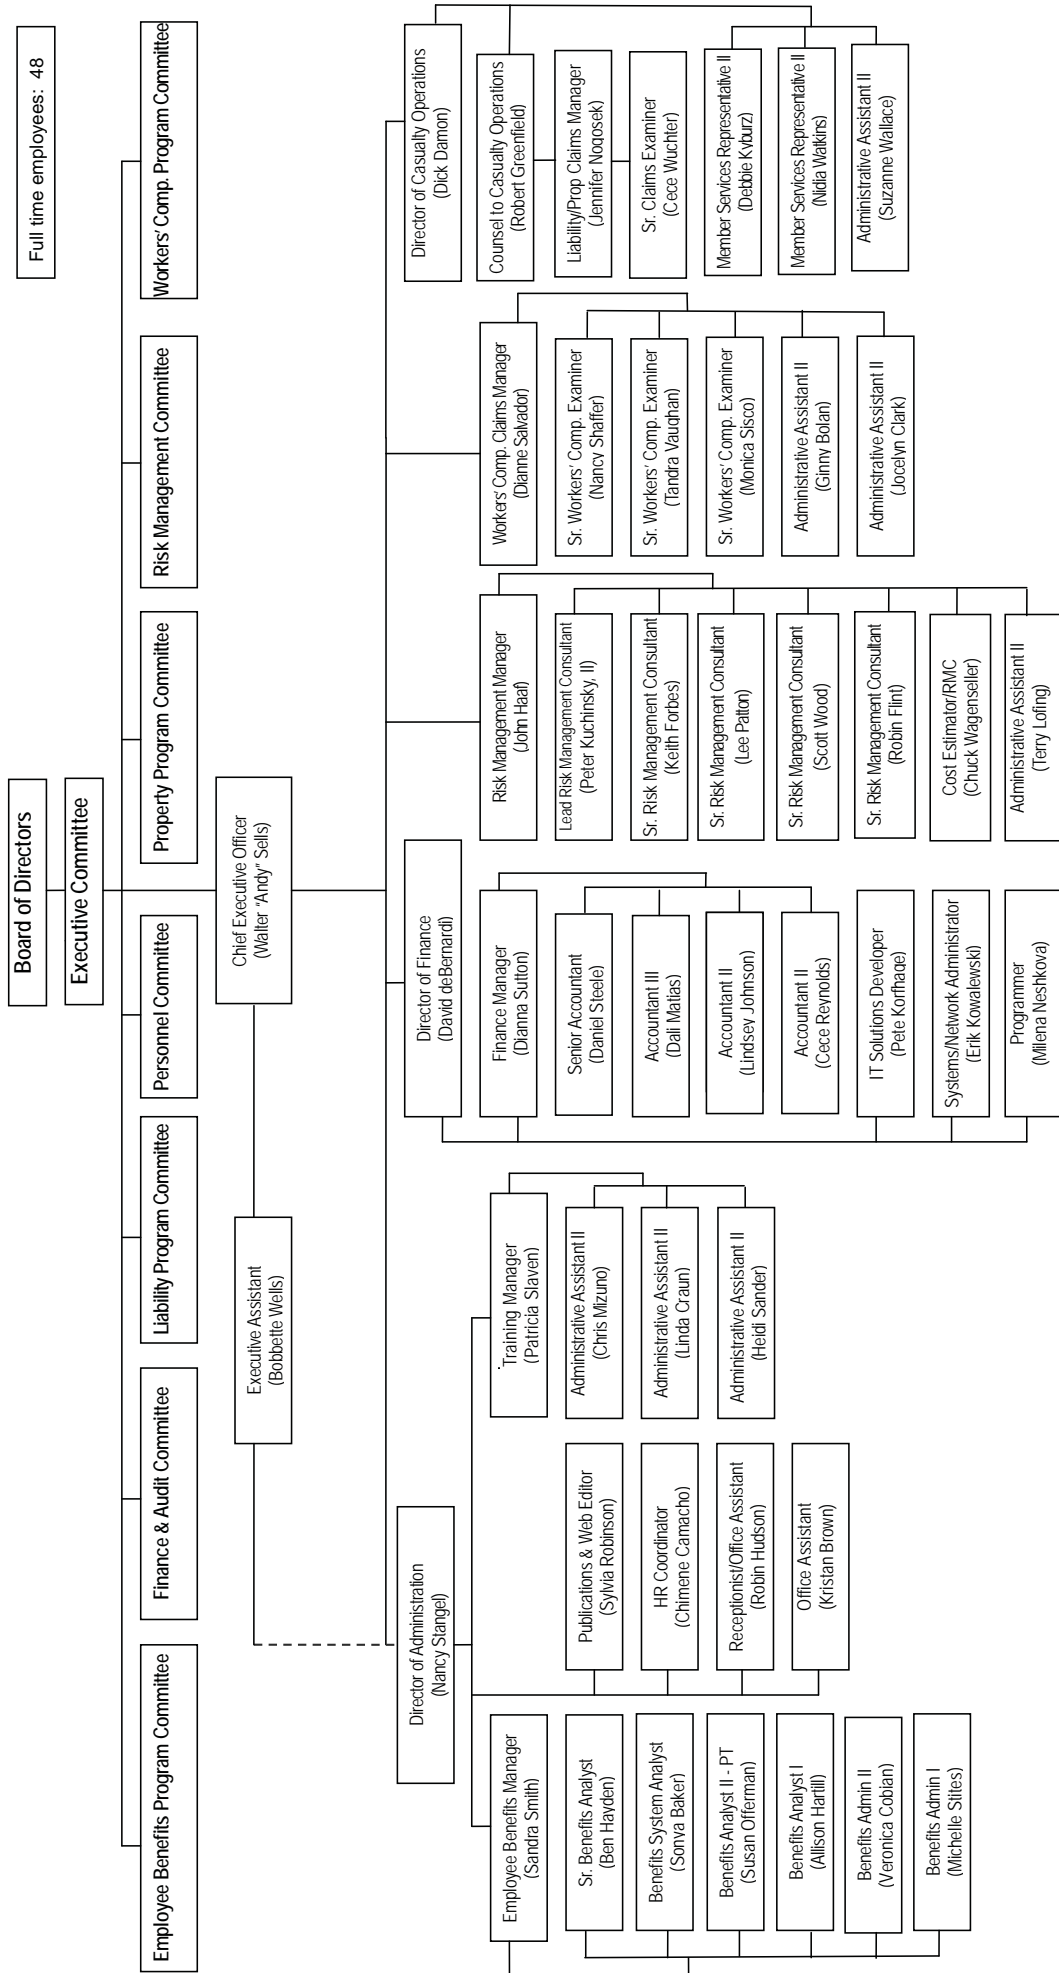 Full time employees: 48
Board of Directors
Executive Committee
Employee Benefits Program Committee
Finance & Audit Committee
Liability Program Committee
Personnel Committee
Property Program Committee
Risk Management Committee
Workers' Comp. Program Committee
Chief Executive Officer
(Walter "Andy" Sells)
Executive Assistant
(Bobbette Wells)
Director of Administration
(Nancy Stangel)
Employee Benefits Manager
(Sandra Smith)
Sr. Benefits Analyst
(Ben Hayden)
Benefits System Analyst
(Sonya Baker)
Benefits Analyst II - PT
(Susan Offerman)
Benefits Analyst I
(Allison Hartill)
Benefits Admin II
(Veronica Cobian)
Benefits Admin I
(Michelle Stites)
Publications & Web Editor
(Sylvia Robinson)
HR Coordinator
(Chimene Camacho)
Receptionist/Office Assistant
(Robin Hudson)
Office Assistant
(Kristan Brown)
Training Manager
(Patricia Slaven)
Administrative Assistant II
(Chris Mizuno)
Administrative Assistant II
(Linda Craun)
Administrative Assistant II
(Heidi Sander)
Director of Finance
(David deBernardi)
Finance Manager
(Dianna Sutton)
Senior Accountant
(Daniel Steele)
Accountant III
(Dali Matias)
Accountant II
(Lindsey Johnson)
Accountant II
(Cece Reynolds)
IT Solutions Developer
(Pete Korfhage)
Systems/Network Administrator
(Erik Kowalewski)
Programmer
(Milena Neshkova)
Risk Management Manager
(John Haaf)
Lead Risk Management Consultant
(Peter Kuchinsky, II)
Sr. Risk Management Consultant
(Keith Forbes)
Sr. Risk Management Consultant
(Lee Patton)
Sr. Risk Management Consultant
(Scott Wood)
Sr. Risk Management Consultant
(Robin Flint)
Cost Estimator/RMC
(Chuck Wagenseller)
Administrative Assistant II
(Terry Lofing)
Workers' Comp. Claims Manager
(Dianne Salvador)
Sr. Workers' Comp. Examiner
(Nancy Shaffer)
Sr. Workers' Comp. Examiner
(Tandra Vaughan)
Sr. Workers' Comp. Examiner
(Monica Sisco)
Administrative Assistant II
(Ginny Bolan)
Administrative Assistant II
(Jocelyn Clark)
Director of Casualty Operations
(Dick Damon)
Counsel to Casualty Operations
(Robert Greenfield)
Liability/Prop Claims Manager
(Jennifer Nogosek)
Sr. Claims Examiner
(Cece Wuchter)
Member Services Representative II
(Debbie Kyburz)
Member Services Representative II
(Nidia Watkins)
Administrative Assistant II
(Suzanne Wallace)